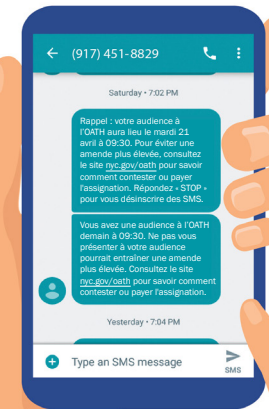 (917) 451-8829
Saturday • 7:02 PM
Rappel : votre audience à
l'OATH aura lieu le mardi 21
avril à 09:30. Pour éviter une
amende plus élevée, consultez
le site nyc.gov/oath pour savoir
comment contester ou payer
l'assignation. Répondez « STOP »
pour vous désinscrire des SMS.
Vous avez une audience à l'OATH
demain à 09:30. Ne pas vous
présenter à votre audience
pourrait entraîner une amende
plus élevée. Consultez le site
nyc.gov/oath pour savoir comment
contester ou payer l'assignation.
Yesterday • 7:04 PM
Type an SMS message
SMS